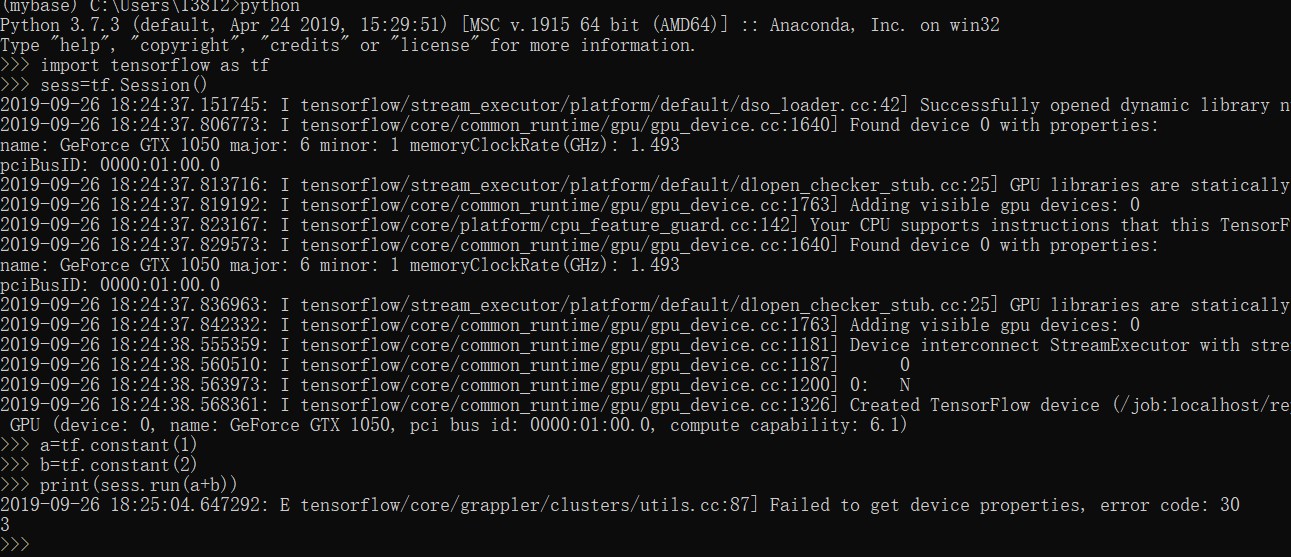 (mybase) C:\Users\13812>python
Python 3.7.3 (default, Apr 24 2019, 15:29:51) [MSC v.1915 64 bit (AMD64)] :: Anaconda, Inc. on win32
Type "help", "copyright", "credits" or "license" for more information.
>>> import tensorflow as tf
>>> sess=tf.Session()
2019-09-26 18:24:37.151745: I tensorflow/stream_executor/platform/default/dso_loader.cc:42] Successfully opened dynamic library n
2019-09-26 18:24:37.806773: I tensorflow/core/common_runtime/gpu/gpu_device.cc:1640] Found device 0 with properties:
name: GeForce GTX 1050 major: 6 minor: 1 memoryClockRate(GHz): 1.493
pciBusID: 0000:01:00.0
2019-09-26 18:24:37.813716: I tensorflow/stream_executor/platform/default/dlopen_checker_stub.cc:25] GPU libraries are statically
2019-09-26 18:24:37.819192: I tensorflow/core/common_runtime/gpu/gpu_device.cc:1763] Adding visible gpu devices: 0
2019-09-26 18:24:37.823167: I tensorflow/core/platform/cpu_feature_guard.cc:142] Your CPU supports instructions that this TensorF
2019-09-26 18:24:37.829573: I tensorflow/core/common_runtime/gpu/gpu_device.cc:1640] Found device 0 with properties:
name: GeForce GTX 1050 major: 6 minor: 1 memoryClockRate(GHz): 1.493
pciBusID: 0000:01:00.0
2019-09-26 18:24:37.836963: I tensorflow/stream_executor/platform/default/dlopen_checker_stub.cc:25] GPU libraries are statically
2019-09-26 18:24:37.842332: I tensorflow/core/common_runtime/gpu/gpu_device.cc:1763] Adding visible gpu devices: 0
2019-09-26 18:24:38.555359: I tensorflow/core/common_runtime/gpu/gpu_device.cc:1181] Device interconnect StreamExecutor with stre
2019-09-26 18:24:38.560510: I tensorflow/core/common_runtime/gpu/gpu_device.cc:1187]      0
2019-09-26 18:24:38.563973: I tensorflow/core/common_runtime/gpu/gpu_device.cc:1200] 0:   N
2019-09-26 18:24:38.568361: I tensorflow/core/common_runtime/gpu/gpu_device.cc:1326] Created TensorFlow device (/job:localhost/re
GPU (device: 0, name: GeForce GTX 1050, pci bus id: 0000:01:00.0, compute capability: 6.1)
>>> a=tf.constant(1)
>>> b=tf.constant(2)
>>> print(sess.run(a+b))
2019-09-26 18:25:04.647292: E tensorflow/core/grappler/clusters/utils.cc:87] Failed to get device properties, error code: 30
3
>>>